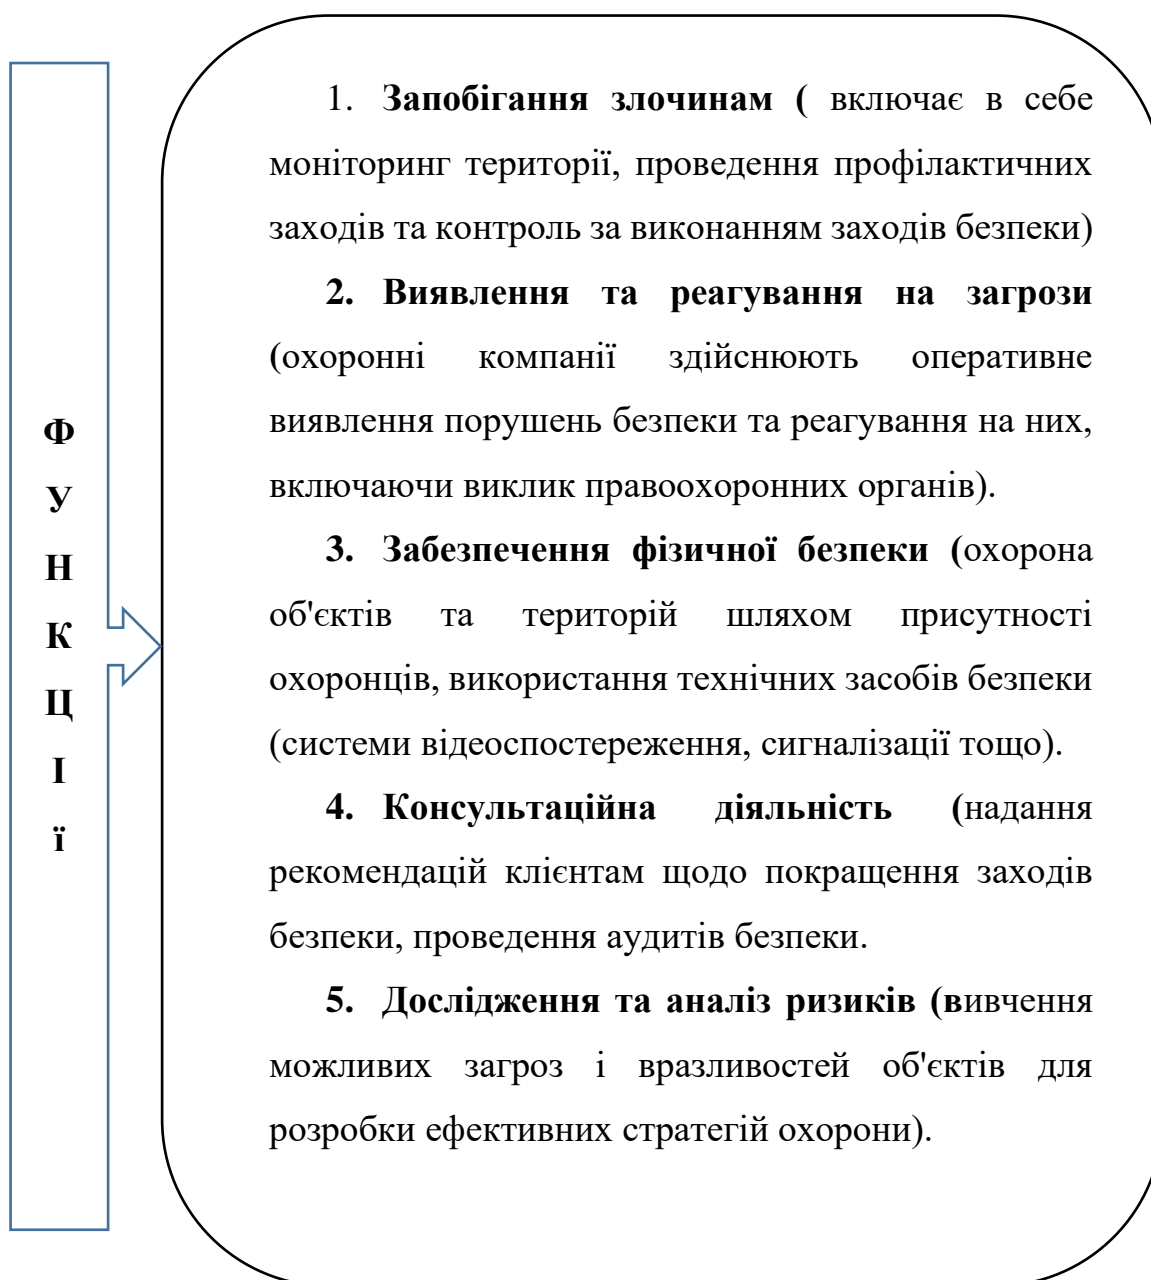 Ф
У
Н
К
Ц
І
ї
1. Запобігання злочинам ( включає в себе
моніторинг території, проведення профілактичних
заходів та контроль за виконанням заходів безпеки)
2. Виявлення та реагування на загрози
(охоронні компанії здійснюють оперативне
виявлення порушень безпеки та реагування на них,
включаючи виклик правоохоронних органів).
3. Забезпечення фізичної безпеки (охорона
об'єктів та територій шляхом присутності
охоронців, використання технічних засобів безпеки
(системи відеоспостереження, сигналізації тощо).
4. Консультаційна діяльність (надання
рекомендацій клієнтам щодо покращення заходів
безпеки, проведення аудитів безпеки.
5. Дослідження та аналіз ризиків (вивчення
можливих загроз і вразливостей об'єктів для
розробки ефективних стратегій охорони).